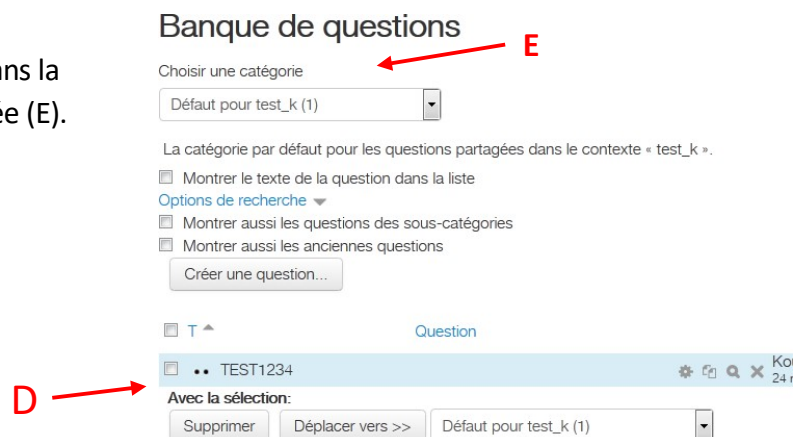 Banque de questions
E
ns la
Choisir une catégorie
Défaut pour test_k (1)
ée (E).
La catégorie par défaut pour les questions partagées dans le contexte « test_k ».
Montrer le texte de la question dans la liste
Options de recherche
Montrer aussi les questions des sous-catégories
Montrer aussi les anciennes questions
Créer une question...
T Question
TEST1234 Kou
24
D
Avec la sélection:
Supprimer Déplacer vers >> Défaut pour test_k (1)